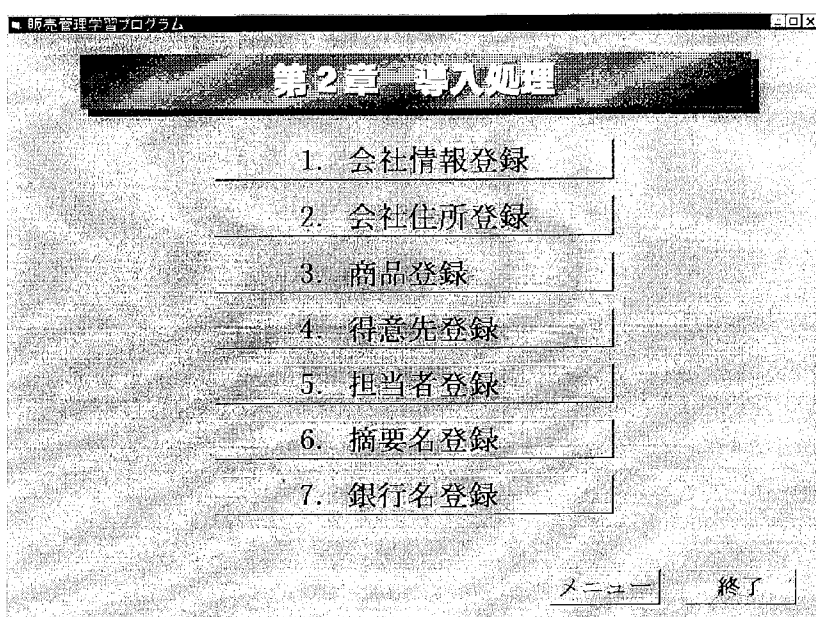 販売管理学習プログラム
第2章 導入処理
1. 会社情報登録
2. 会社住所登録
3. 商品登録
4. 得意先登録
5. 担当者登録
6. 摘要名登録
7. 銀行名登録
メニュー 終了